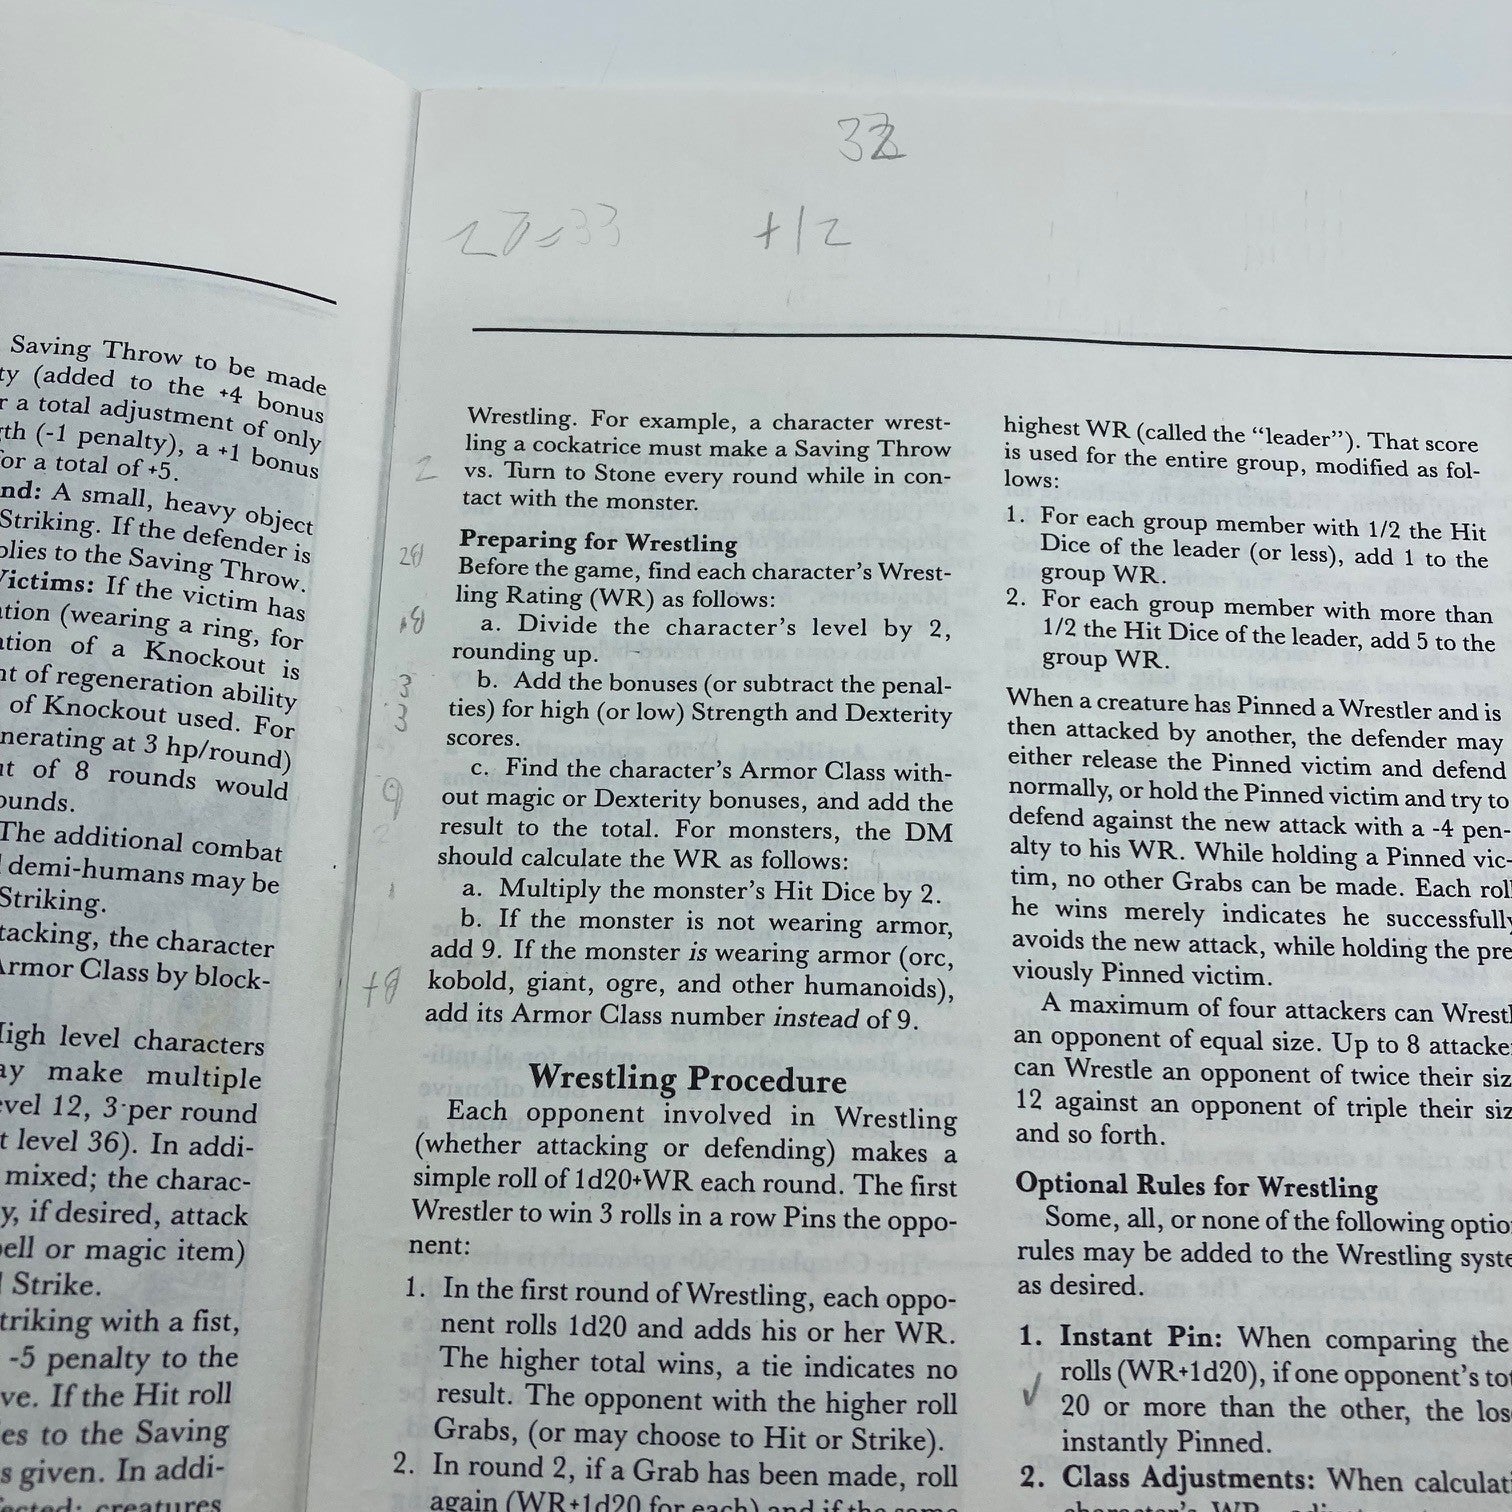 Saving Throw to be made
(added to the +4 bonus
r a total adjustment of only
(-1 penalty), a +1 bonus
for a total of +5.
A small, heavy object
Striking. If the defender is
to the Saving Throw.
Victims: If the victim has
(wearing a ring, for
of a Knockout is
of regeneration ability
of Knockout used. For
at 3 hp/round)
of 8 rounds would
The additional combat
demi-humans may be
Striking.
the character
Armor Class by block-
High level characters
make multiple
level 12, 3 per round
t level 36). In addi-
mixed; the charac-
y, if desired, attack
or magic item)
Strike.
with a fist,
-5 penalty to the
If the Hit roll
to the Saving
s given. In addi-
creatures
+12
2
3
3
9
+8
Wrestling. For example, a character wrest-
ling a cockatrice must make a Saving Throw
vs. Turn to Stone every round while in con-
tact with the monster.
Preparing for Wrestling
Before the game, find each character's Wrest-
ling Rating (WR) as follows:
a. Divide the character's level by 2,
rounding up.
b. Add the bonuses (or subtract the penal-
ties) for high (or low) Strength and Dexterity
scores.
c. Find the character's Armor Class with-
out magic or Dexterity bonuses, and add the
result to the total. For monsters, the DM
should calculate the WR as follows:
a. Multiply the monster's Hit Dice by 2.
b. If the monster is not wearing armor,
add 9. If the monster is wearing armor (orc,
kobold, giant, ogre, and other humanoids),
add its Armor Class number instead of 9.
Wrestling Procedure
Each opponent involved in Wrestling
(whether attacking or defending) makes a
simple roll of 1d20+WR each round. The first
Wrestler to win 3 rolls in a row Pins the oppo-
nent:
1. In the first round of Wrestling, each oppo-
nent rolls 1d20 and adds his or her WR.
The higher total wins, a tie indicates no
result. The opponent with the higher roll
Grabs, (or may choose to Hit or Strike).
2. In round 2, if a Grab has been made, roll
again (WR+1d20 for each) and if the same
highest WR (called the "leader"). That score
is used for the entire group, modified as fol-
lows:
1. For each group member with 1/2 the Hit
Dice of the leader (or less), add 1 to the
group WR.
2. For each group member with more than
1/2 the Hit Dice of the leader, add 5 to the
group WR.
When a creature has Pinned a Wrestler and is
then attacked by another, the defender may
either release the Pinned victim and defend
normally, or hold the Pinned victim and try to
defend against the new attack with a -4 pen-
alty to his WR. While holding a Pinned vic-
tim, no other Grabs can be made. Each roll
he wins merely indicates he successfully
avoids the new attack, while holding the pre-
viously Pinned victim.
A maximum of four attackers can Wrestl
an opponent of equal size. Up to 8 attacke
can Wrestle an opponent of twice their siz
12 against an opponent of triple their siz
and so forth.
Optional Rules for Wrestling
Some, all, or none of the following optio
rules may be added to the Wrestling syste
as desired.
1. Instant Pin: When comparing the
rolls (WR+1d20), if one opponent's tot
20 or more than the other, the los
instantly Pinned.
2. Class Adjustments: When calculati